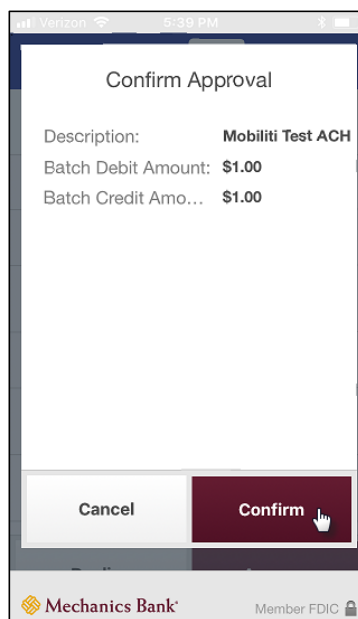 Verizon 5:39 PM
Confirm Approval
Description: Mobiliti Test ACH
Batch Debit Amount: $1.00
Batch Credit Amo... $1.00
Cancel Confirm
Mechanics Bank® Member FDIC